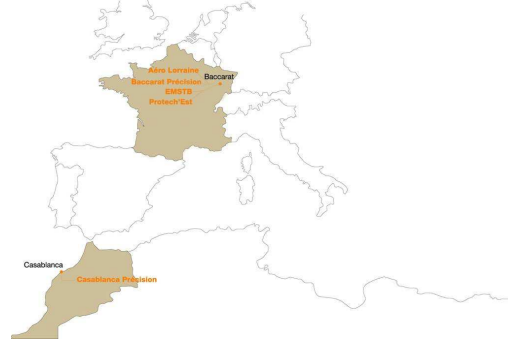 Aéro Lorraine
Baccarat
Baccarat Précision
EMSTB
Protech'Est
Casablanca
Casablanca Précision